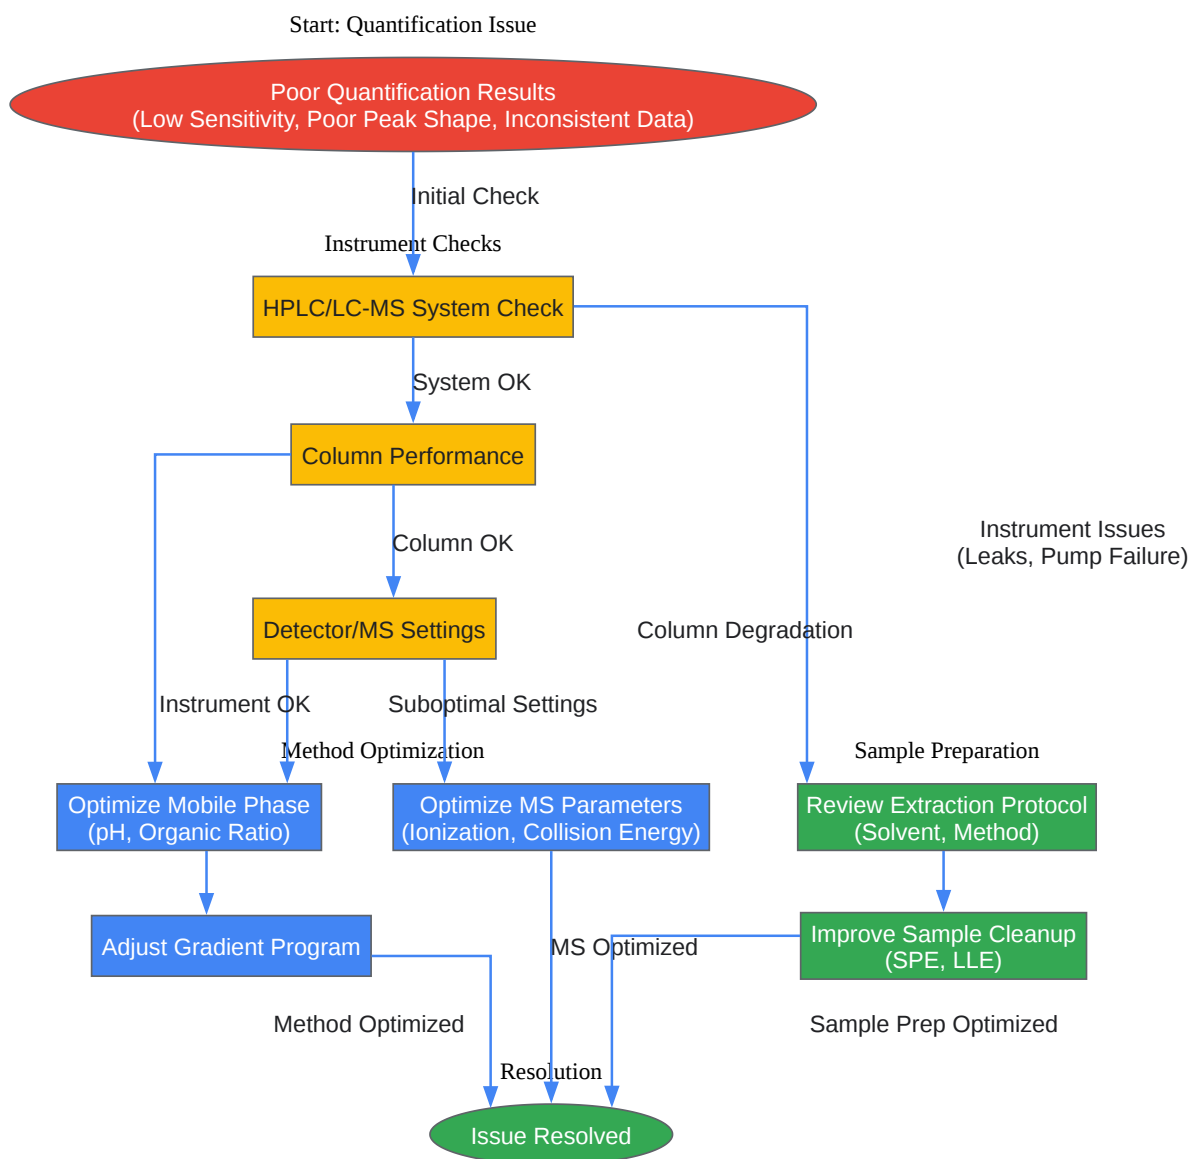 Start: Quantification Issue
Poor Quantification Results
(Low Sensitivity, Poor Peak Shape, Inconsistent Data)
Initial Check
Instrument Checks
HPLC/LC-MS System Check
System OK
Column Performance
Column OK
Instrument Issues
(Leaks, Pump Failure)
Detector/MS Settings
Column Degradation
Instrument OK
Suboptimal Settings
Method Optimization
Sample Preparation
Optimize Mobile Phase
(pH, Organic Ratio)
Optimize MS Parameters
(Ionization, Collision Energy)
Review Extraction Protocol
(Solvent, Method)
Adjust Gradient Program
MS Optimized
Improve Sample Cleanup
(SPE, LLE)
Method Optimized
Sample Prep Optimized
Resolution
Issue Resolved